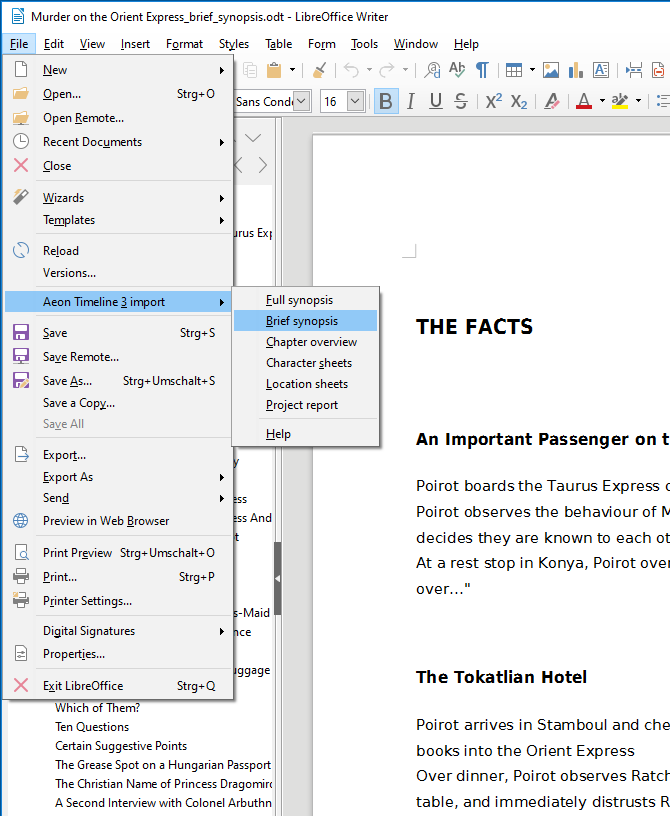 Murder on the Orient Express_brief_synopsis.odt - LibreOffice Writer
File Edit View Insert Format Styles Table Form Tools Window Help
New
Open... Strg+O
Open Remote...
Recent Documents
Close
Wizards
Templates
Reload
Versions...
Aeon Timeline 3 import
Save Strg+S
Save Remote...
Save As... Strg+Umschalt+S
Save a Copy...
Save All
Export...
Export As
Send
Preview in Web Browser
Print Preview Strg+Umschalt+O
Print... Strg+P
Printer Settings...
Digital Signatures
Properties...
Exit LibreOffice Strg+Q
Full synopsis
Brief synopsis
Chapter overview
Character sheets
Location sheets
Project report
Help
Sans Cond 16 B I U S X² X₂ A
urus Exp
y
ess
ess And
t
s-Maid
nce
uggage
Which of Them?
Ten Questions
Certain Suggestive Points
The Grease Spot on a Hungarian Passport
The Christian Name of Princess Dragomiro
A Second Interview with Colonel Arbuthn
THE FACTS
An Important Passenger on t
Poirot boards the Taurus Express o
Poirot observes the behaviour of M
decides they are known to each ot
At a rest stop in Konya, Poirot over
over..."
The Tokatlian Hotel
Poirot arrives in Stamboul and che
books into the Orient Express
Over dinner, Poirot observes Ratch
table, and immediately distrusts R